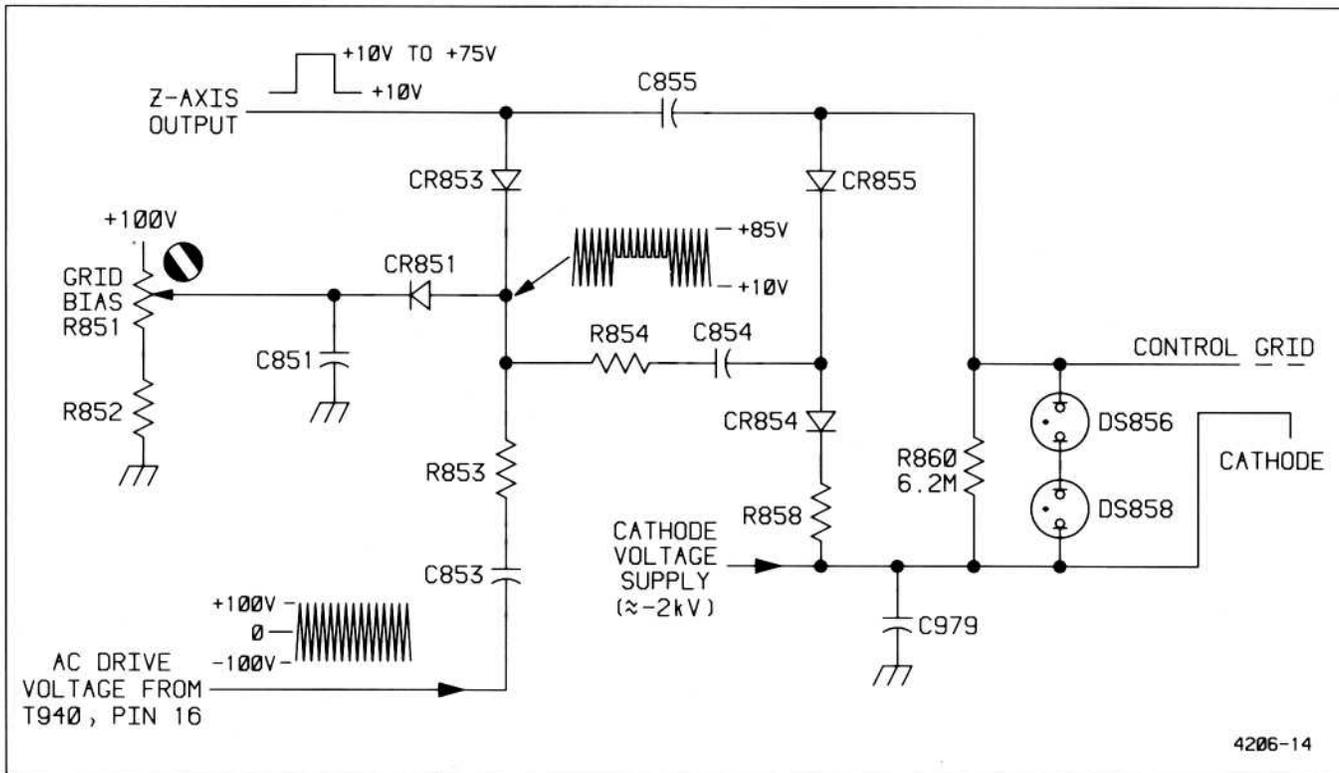 +10V TO +75V
+10V
Z-AXIS
OUTPUT
C855
CR853
CR855
+100V
GRID
BIAS
R851
CR851
+85V
+10V
R854
C854
C851
R852
CONTROL GRID
R853
CR854
R860
6.2M
DS856
CATHODE
R858
DS858
CATHODE
VOLTAGE
SUPPLY
(≈-2kV)
C853
C979
+100V
0
-100V
AC DRIVE
VOLTAGE FROM
T940, PIN 16
4206-14